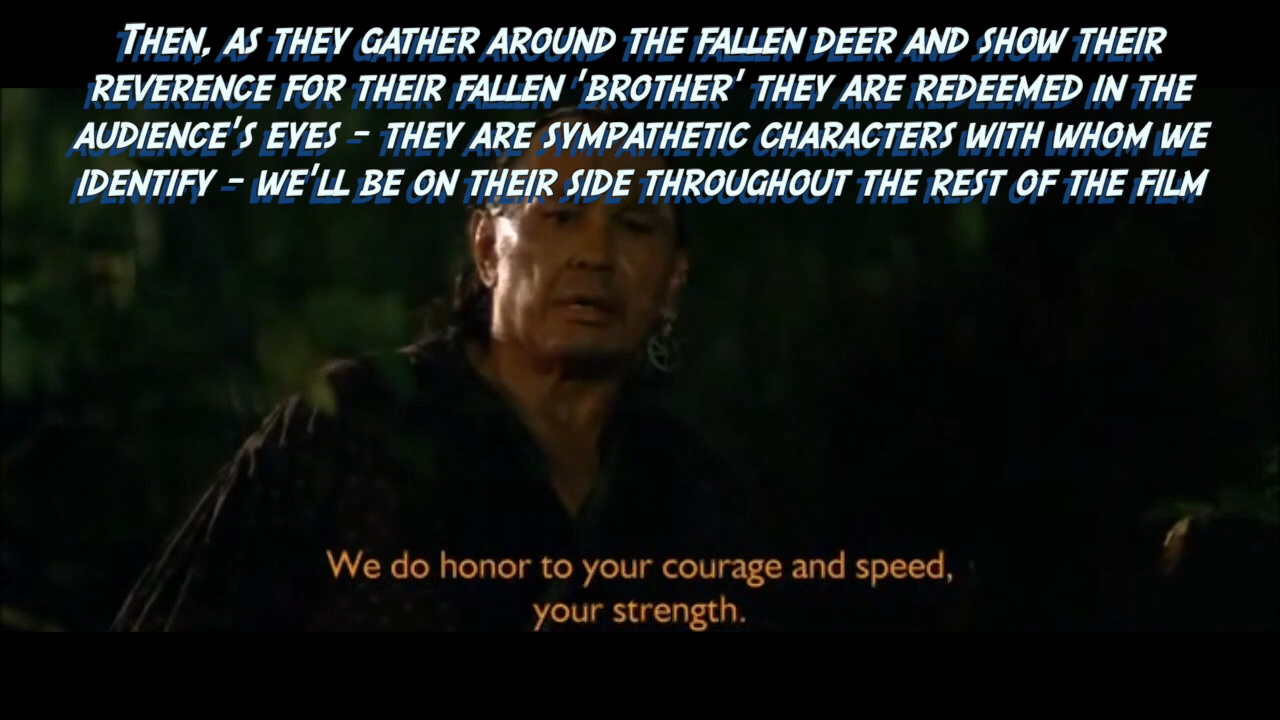 Then, as they gather around the fallen deer and show their
reverence for their fallen 'brother' they are redeemed in the
audience's eyes - they are sympathetic characters with whom we
identify - we'll be on their side throughout the rest of the film
We do honor to your courage and speed,
your strength.